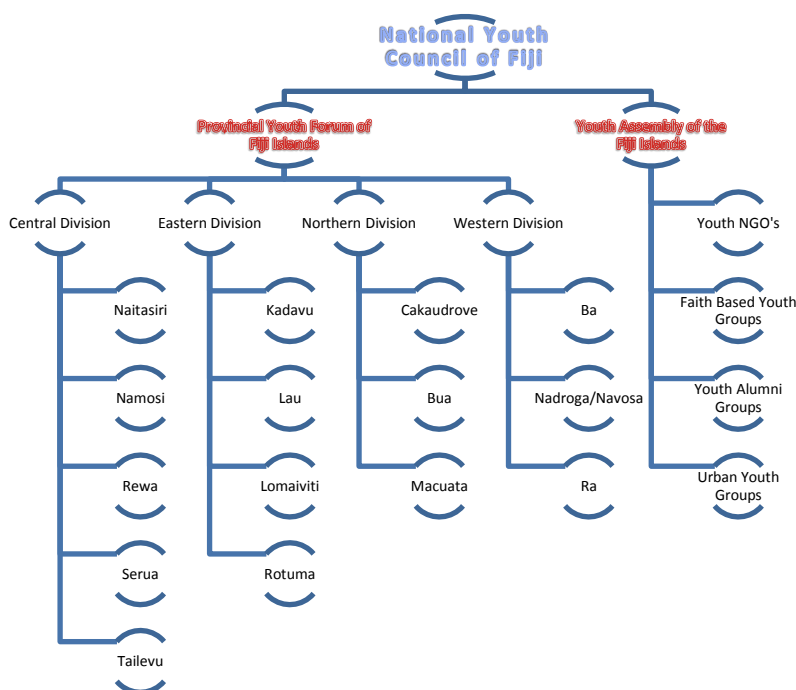 National Youth
Council of Fiji
Provincial Youth Forum of
Fiji Islands
Youth Assembly of the
Fiji Islands
Central Division
Eastern Division
Northern Division
Western Division
Youth NGO's
Naitasiri
Kadavu
Cakaudrove
Ba
Faith Based Youth
Groups
Namosi
Lau
Bua
Nadroga/Navosa
Youth Alumni
Groups
Rewa
Lomaiviti
Macuata
Ra
Urban Youth
Groups
Serua
Rotuma
Tailevu